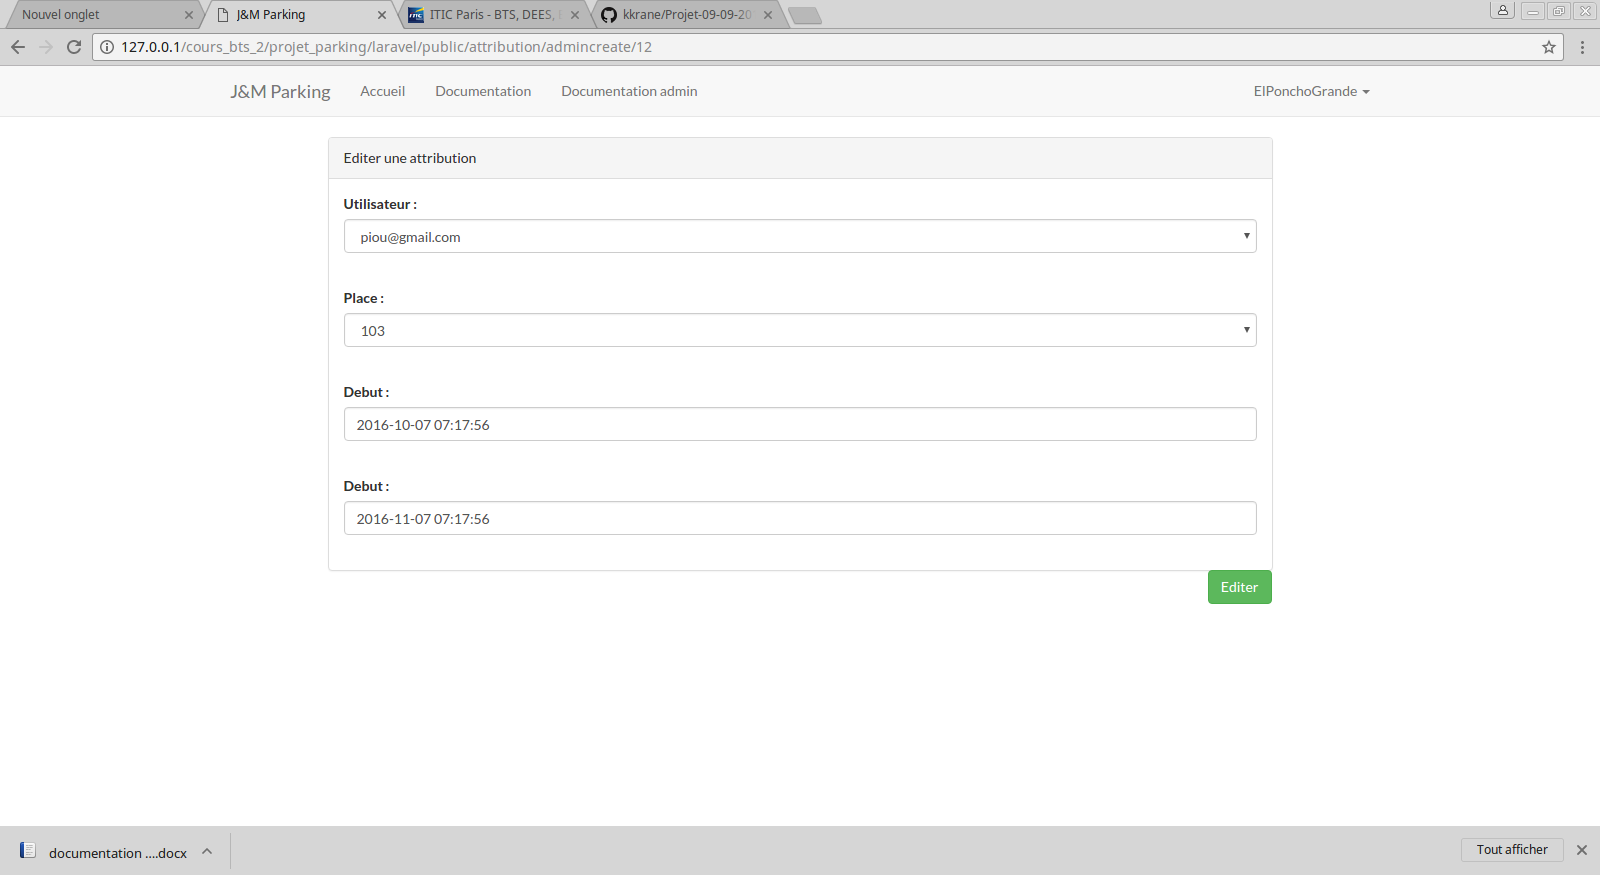 Nouvel onglet
J&M Parking
ITIC Paris - BTS, DEES,
kkrane/Projet-09-09-20
127.0.0.1/cours_bts_2/projet_parking/laravel/public/attribution/admincreate/12
J&M Parking
Accueil
Documentation
Documentation admin
ElPonchoGrande
Editer une attribution
Utilisateur :
piou@gmail.com
Place :
103
Debut :
2016-10-07 07:17:56
Debut :
2016-11-07 07:17:56
Editer
documentation ....docx
Tout afficher